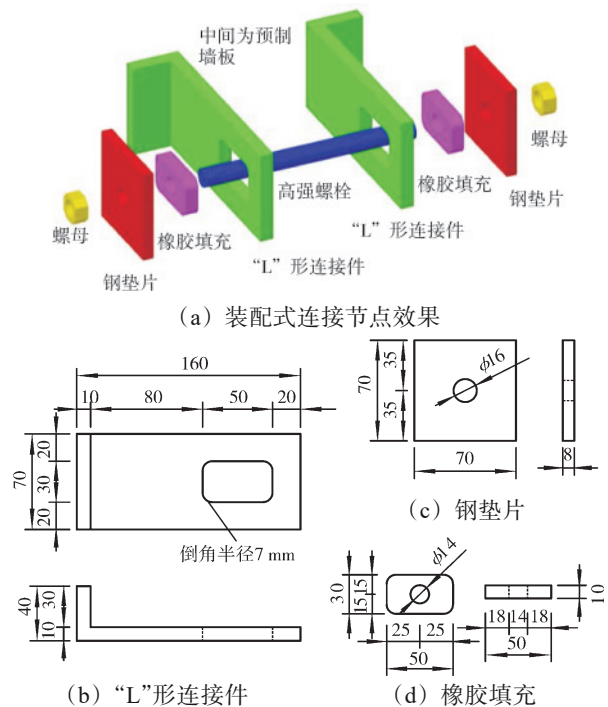 中间为预制
墙板
螺母
橡胶填充
高强螺栓
钢垫片
螺母
橡胶填充
“L”形连接件
“L”形连接件
钢垫片
（a）装配式连接节点效果
160
10 80 50 20
70
20
30
20
倒角半径7 mm
40
30
10
（b）“L”形连接件
70
35
35
ϕ16
70
8
（c）钢垫片
30
15
15
ϕ14
25 25
50
18 14 18
50
10
（d）橡胶填充